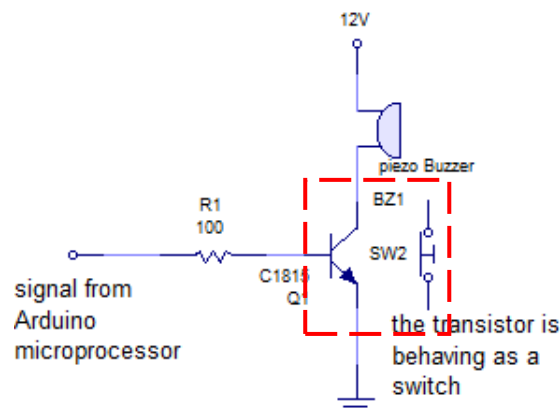 12V
piezo Buzzer
BZ1
R1
100
SW2
C1815
Q1
signal from
Arduino
microprocessor
the transistor is
behaving as a
switch